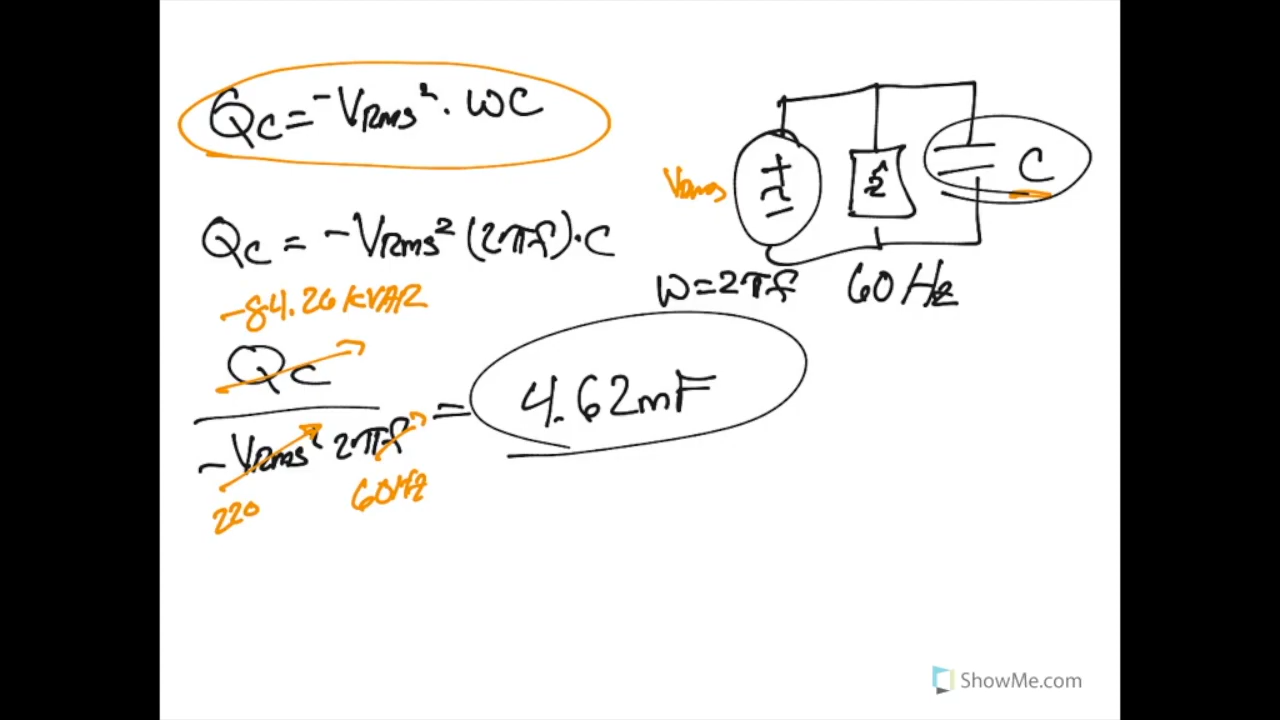 Qc = -VRms² · WC
+
-
C
VRms
Qc = -VRms² (2πf) · C
W = 2πf
60 Hz
-84.26 kVAR
Qc
= 4.62mF
-VRms² 2πf
220
60Hz
ShowMe.com